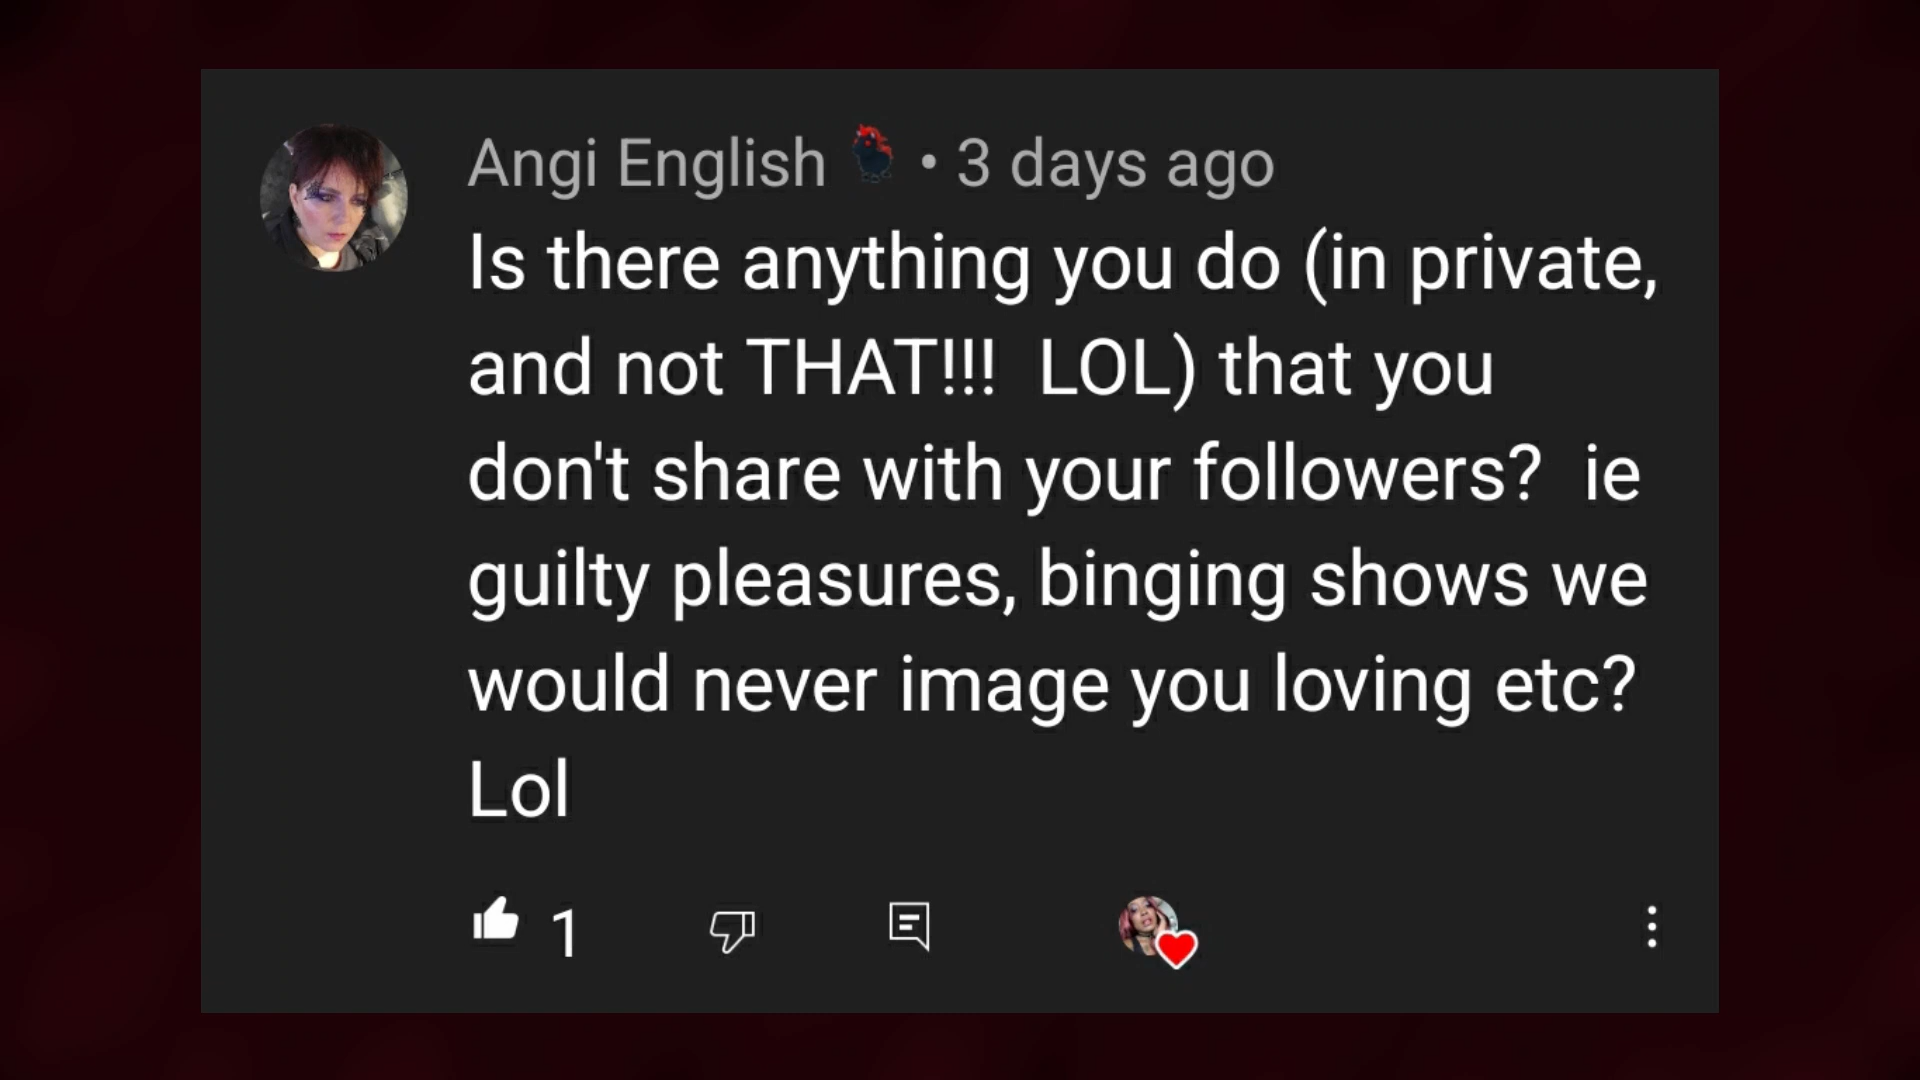 Angi English • 3 days ago
Is there anything you do (in private,
and not THAT!!!  LOL) that you
don't share with your followers?  ie
guilty pleasures, binging shows we
would never image you loving etc?
Lol
1